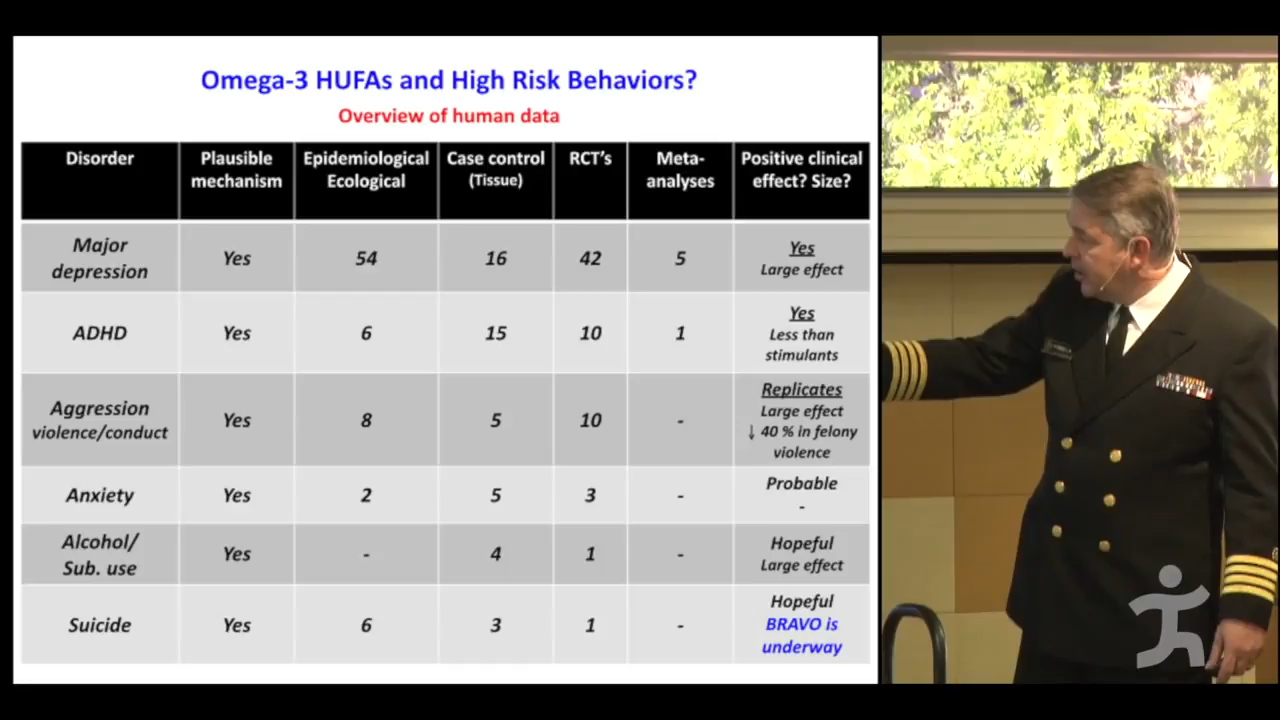 Omega-3 HUFAs and High Risk Behaviors?
Overview of human data
Disorder Plausible mechanism Epidemiological Ecological Case control (Tissue) RCT's Meta-analyses Positive clinical effect? Size?
Major depression Yes 54 16 42 5 Yes Large effect
ADHD Yes 6 15 10 1 Yes Less than stimulants
Aggression violence/conduct Yes 8 5 10 - Replicates Large effect ↓ 40 % in felony violence
Anxiety Yes 2 5 3 - Probable -
Alcohol/ Sub. use Yes - 4 1 - Hopeful Large effect
Suicide Yes 6 3 1 - Hopeful BRAVO is underway